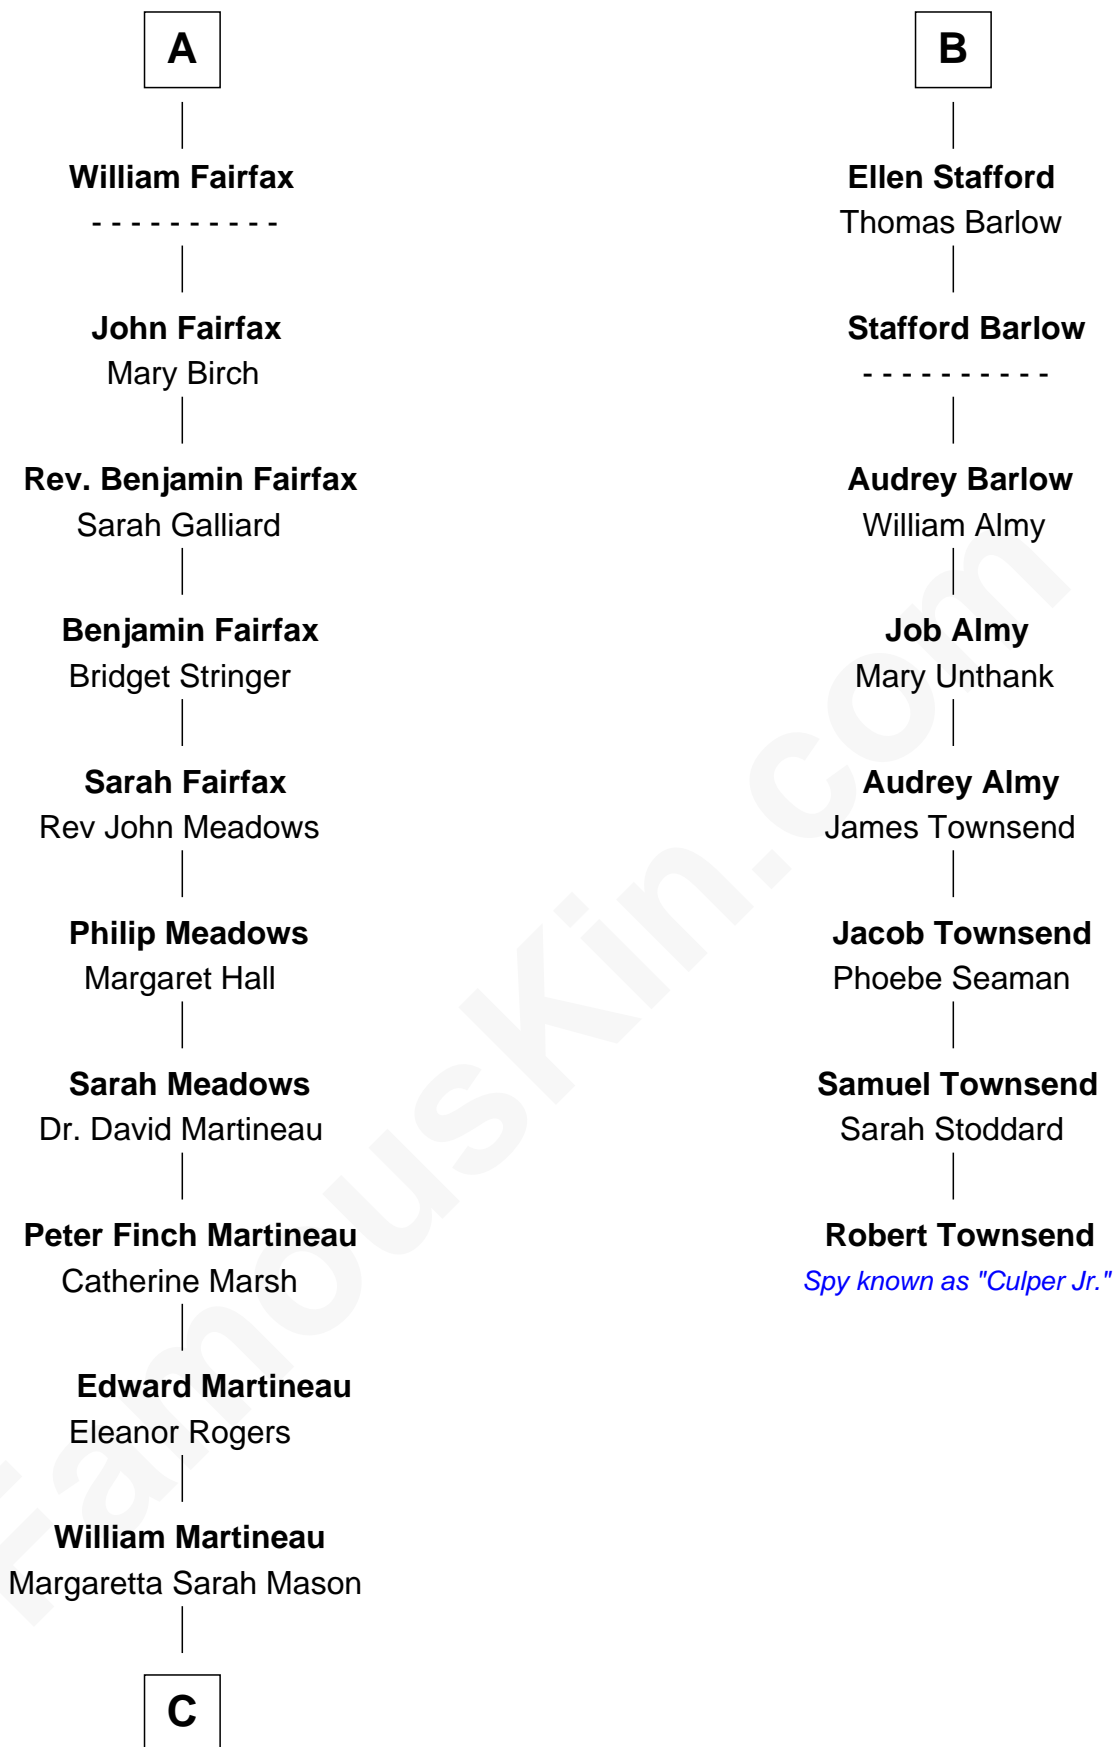 A
William Fairfax
- - - - - - - - - -
John Fairfax
Mary Birch
Rev. Benjamin Fairfax
Sarah Galliard
Benjamin Fairfax
Bridget Stringer
Sarah Fairfax
Rev John Meadows
Philip Meadows
Margaret Hall
Sarah Meadows
Dr. David Martineau
Peter Finch Martineau
Catherine Marsh
Edward Martineau
Eleanor Rogers
William Martineau
Margaretta Sarah Mason
C
B
Ellen Stafford
Thomas Barlow
Stafford Barlow
- - - - - - - - - -
Audrey Barlow
William Almy
Job Almy
Mary Unthank
Audrey Almy
James Townsend
Jacob Townsend
Phoebe Seaman
Samuel Townsend
Sarah Stoddard
Robert Townsend
Spy known as "Culper Jr."
FamousKin.com